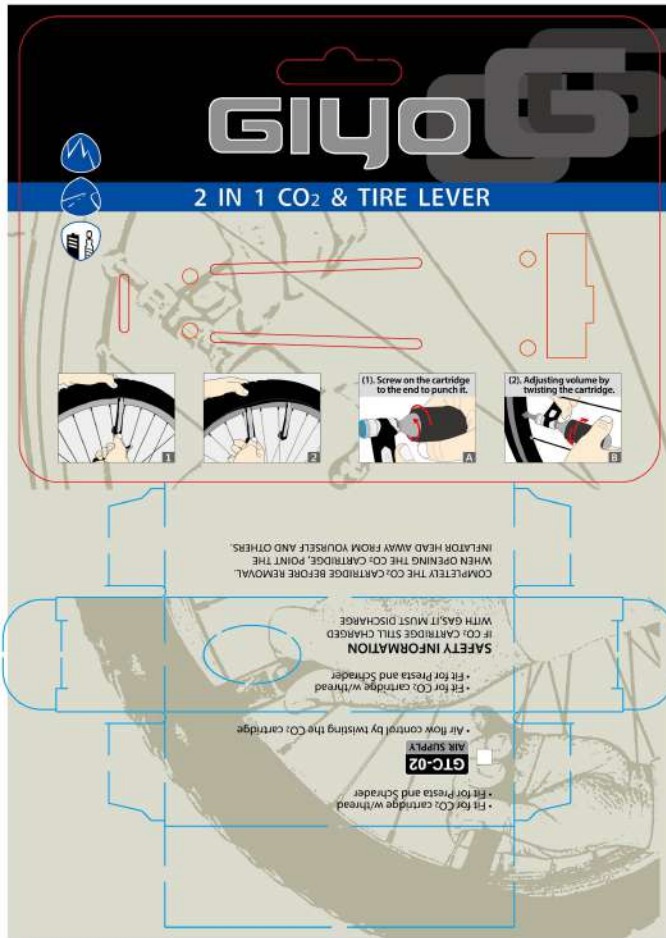 GIYO
2 IN 1 CO₂ & TIRE LEVER
(1). Screw on the cartridge
to the end to punch it.
(2). Adjusting volume by
twisting the cartridge.
1
2
A
B
• Fit for CO₂ cartridge w/thread
• Fit for Presta and Schrader
GTC-02
AIR SUPPLY
• Air flow control by twisting the CO₂ cartridge
• Fit for CO₂ cartridge w/thread
• Fit for Presta and Schrader
SAFETY INFORMATION
IF CO₂ CARTRIDGE STILL CHARGED
WITH GAS,IT MUST DISCHARGE
COMPLETELY THE CO₂ CARTRIDGE BEFORE REMOVAL.
WHEN OPENING THE CO₂ CARTRIDGE, POINT THE
INFLATOR HEAD AWAY FROM YOURSELF AND OTHERS.